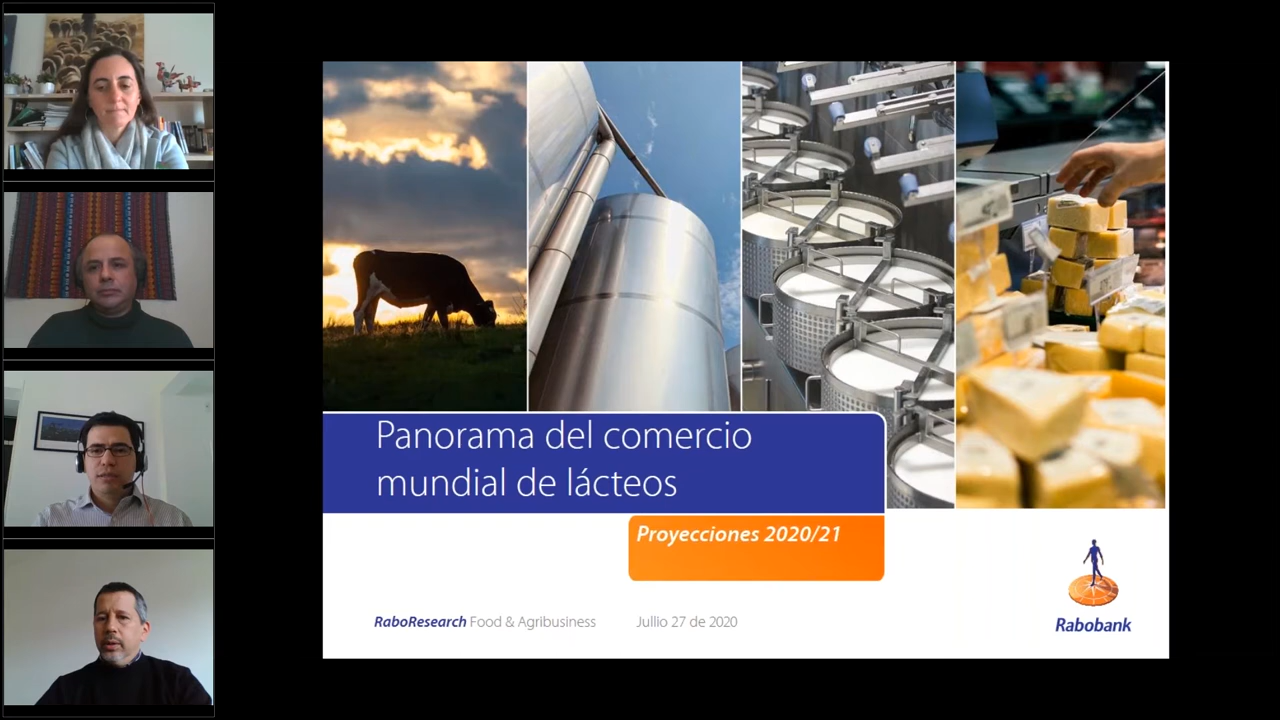 Panorama del comercio
mundial de lácteos
Proyecciones 2020/21
RaboResearch Food & Agribusiness
Jullio 27 de 2020
Rabobank